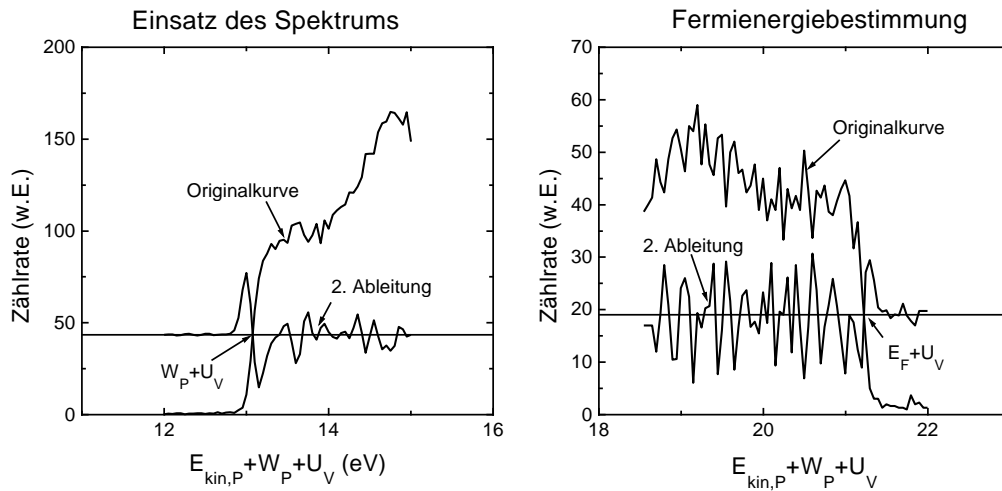 Einsatz des Spektrums
200
150
100
50
0
Zählrate (w.E.)
Originalkurve
2. Ableitung
W_P+U_V
12
14
16
E_kin,P+W_P+U_V (eV)
Fermienergiebestimmung
70
60
50
40
30
20
10
0
Zählrate (w.E.)
Originalkurve
2. Ableitung
E_F+U_V
18
20
22
E_kin,P+W_P+U_V